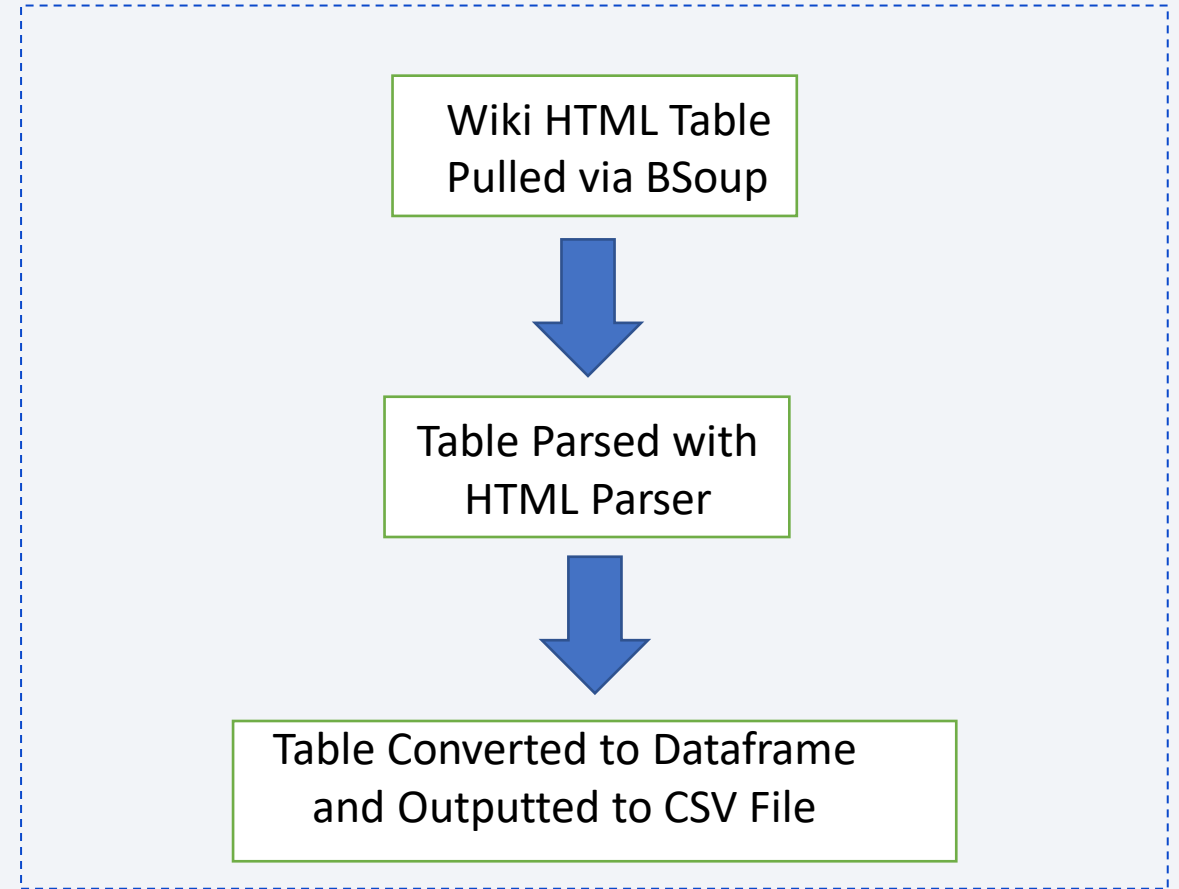 Wiki HTML Table
Pulled via BSoup
Table Parsed with
HTML Parser
Table Converted to Dataframe
and Outputted to CSV File